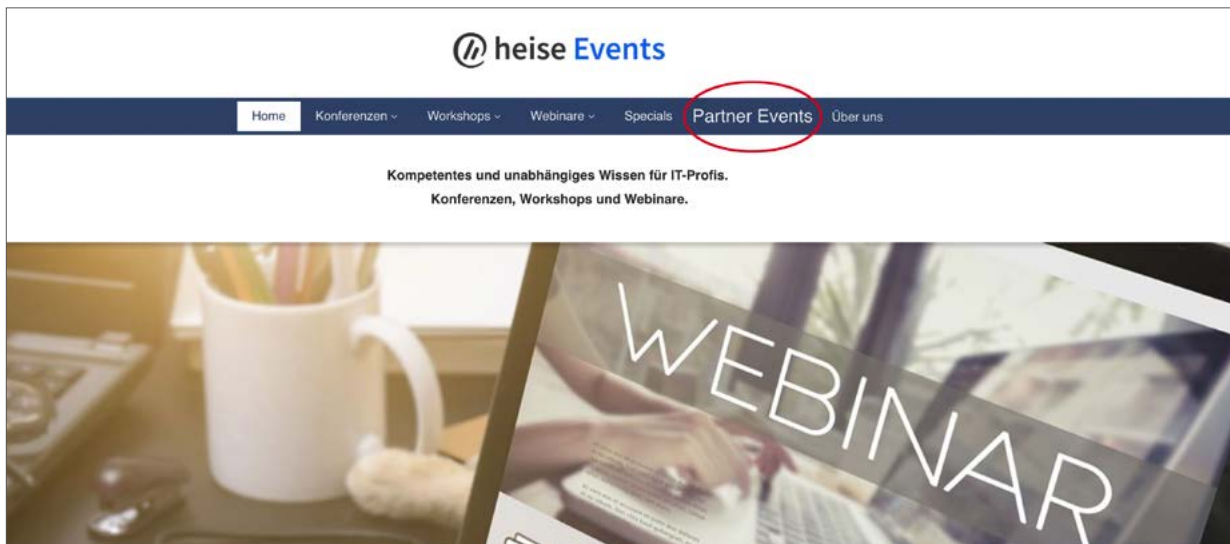 heise Events
Home Konferenzen Workshops Webinare Specials Partner Events Über uns
Kompetentes und unabhängiges Wissen für IT-Profis.
Konferenzen, Workshops und Webinare.
WEBINAR